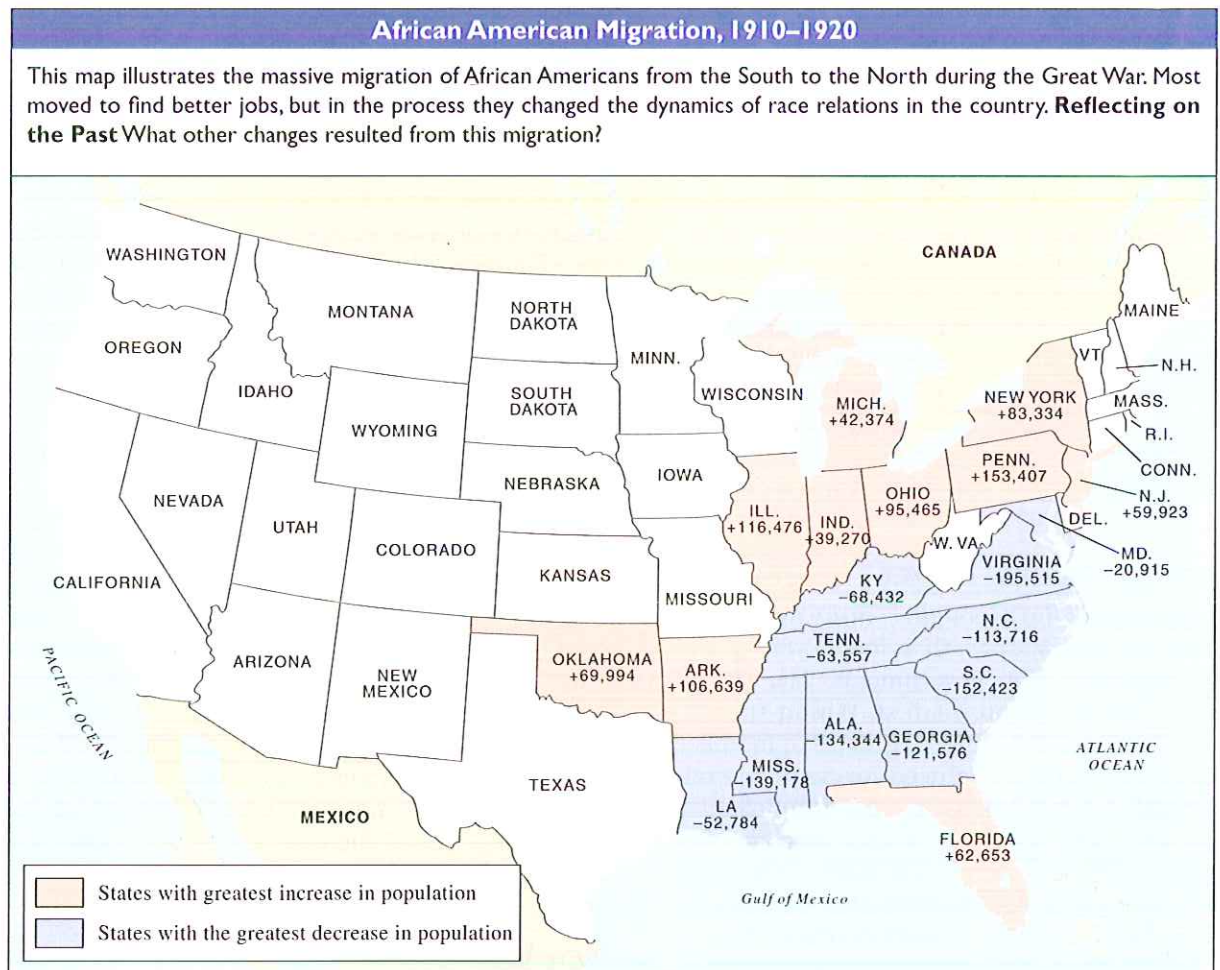 African American Migration, 1910–1920
This map illustrates the massive migration of African Americans from the South to the North during the Great War. Most
moved to find better jobs, but in the process they changed the dynamics of race relations in the country. Reflecting on
the Past What other changes resulted from this migration?
CANADA
WASHINGTON
MONTANA
NORTH
DAKOTA
MINN.
MAINE
OREGON
IDAHO
SOUTH
DAKOTA
WISCONSIN
MICH.
+42,374
NEW YORK
+83,334
VT
N.H.
MASS.
R.I.
CONN.
WYOMING
IOWA
PENN.
+153,407
N.J.
+59,923
NEVADA
UTAH
NEBRASKA
ILL.
+116,476
IND.
+39,270
OHIO
+95,465
DEL.
MD.
-20,915
COLORADO
KANSAS
MISSOURI
W. VA.
VIRGINIA
-195,515
CALIFORNIA
KY
-68,432
N.C.
-113,716
TENN.
-63,557
ARIZONA
NEW
MEXICO
OKLAHOMA
+69,994
ARK.
+106,639
S.C.
-152,423
PACIFIC OCEAN
TEXAS
MISS.
-139,178
ALA.
-134,344
GEORGIA
-121,576
ATLANTIC
OCEAN
LA
-52,784
MEXICO
FLORIDA
+62,653
Gulf of Mexico
States with greatest increase in population
States with the greatest decrease in population